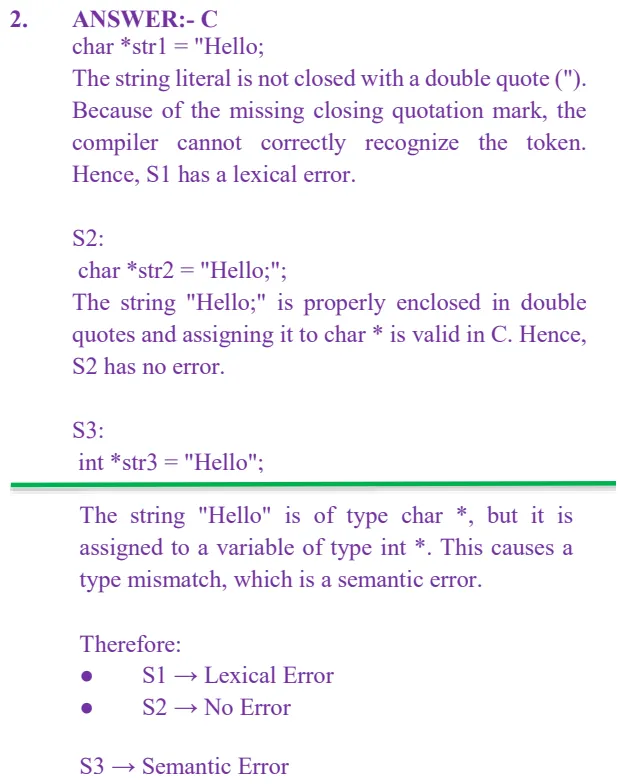 2. ANSWER:- C
char *str1 = "Hello;
The string literal is not closed with a double quote (").
Because of the missing closing quotation mark, the
compiler cannot correctly recognize the token.
Hence, S1 has a lexical error.
S2:
char *str2 = "Hello;";
The string "Hello;" is properly enclosed in double
quotes and assigning it to char * is valid in C. Hence,
S2 has no error.
S3:
int *str3 = "Hello";
The string "Hello" is of type char *, but it is
assigned to a variable of type int *. This causes a
type mismatch, which is a semantic error.
Therefore:
● S1 → Lexical Error
● S2 → No Error
S3 → Semantic Error